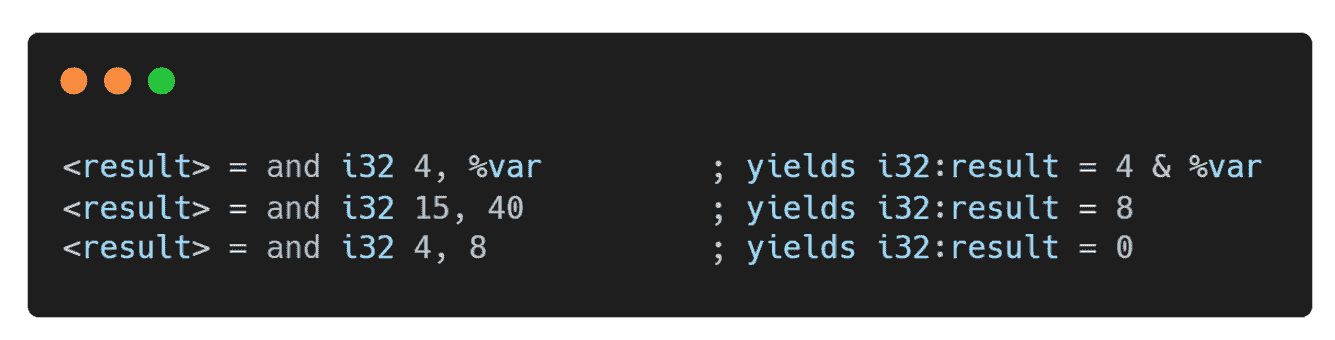 <result> = and i32 4, %var          ; yields i32:result = 4 & %var
<result> = and i32 15, 40          ; yields i32:result = 8
<result> = and i32 4, 8            ; yields i32:result = 0